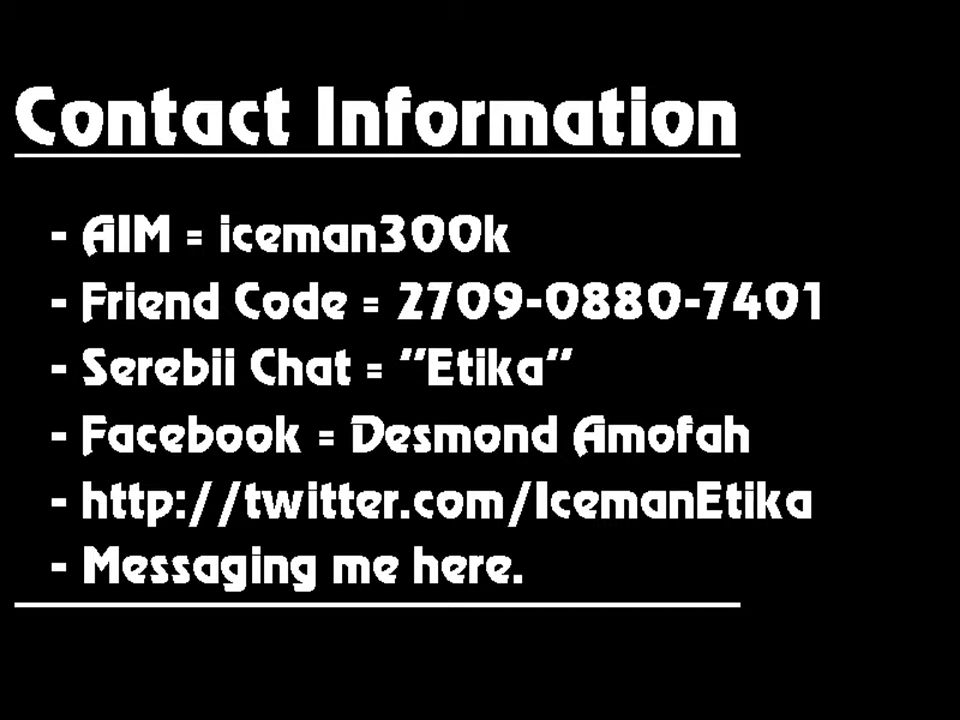 Contact Information
- AIM = iceman300k
- Friend Code = 2709-0880-7401
- Serebii Chat = "Etika"
- Facebook = Desmond Amofah
- http://twitter.com/IcemanEtika
- Messaging me here.